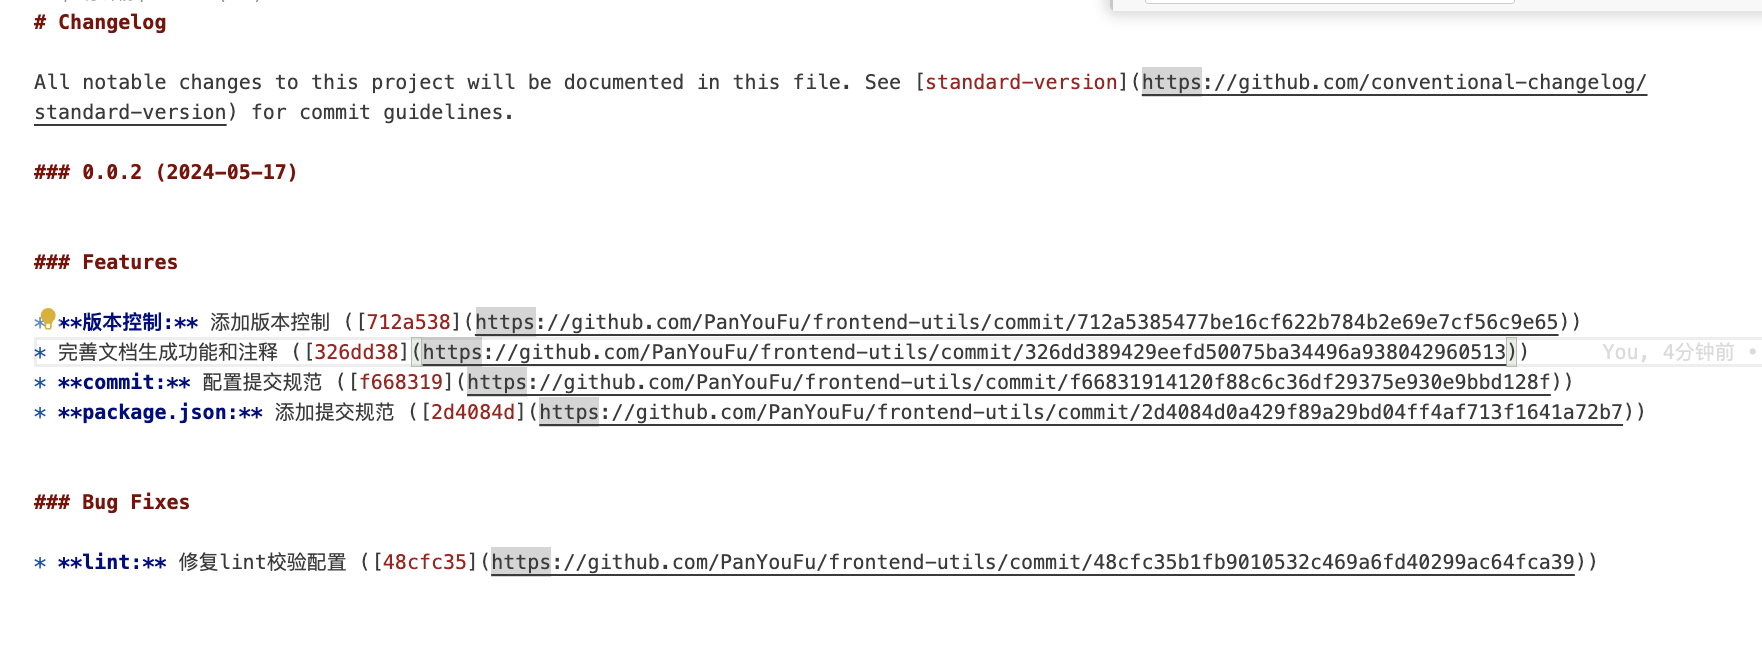 # Changelog
All notable changes to this project will be documented in this file. See [standard-version](https://github.com/conventional-changelog/
standard-version) for commit guidelines.
### 0.0.2 (2024-05-17)
### Features
* **版本控制:** 添加版本控制 ([712a538](https://github.com/PanYouFu/frontend-utils/commit/712a5385477be16cf622b784b2e69e7cf56c9e65))
* 完善文档生成功能和注释 ([326dd38](https://github.com/PanYouFu/frontend-utils/commit/326dd389429eefd50075ba34496a938042960513)) You, 4分钟前 •
* **commit:** 配置提交规范 ([f668319](https://github.com/PanYouFu/frontend-utils/commit/f66831914120f88c6c36df29375e930e9bbd128f))
* **package.json:** 添加提交规范 ([2d4084d](https://github.com/PanYouFu/frontend-utils/commit/2d4084d0a429f89a29bd04ff4af713f1641a72b7))
### Bug Fixes
* **lint:** 修复lint校验配置 ([48cfc35](https://github.com/PanYouFu/frontend-utils/commit/48cfc35b1fb9010532c469a6fd40299ac64fca39))